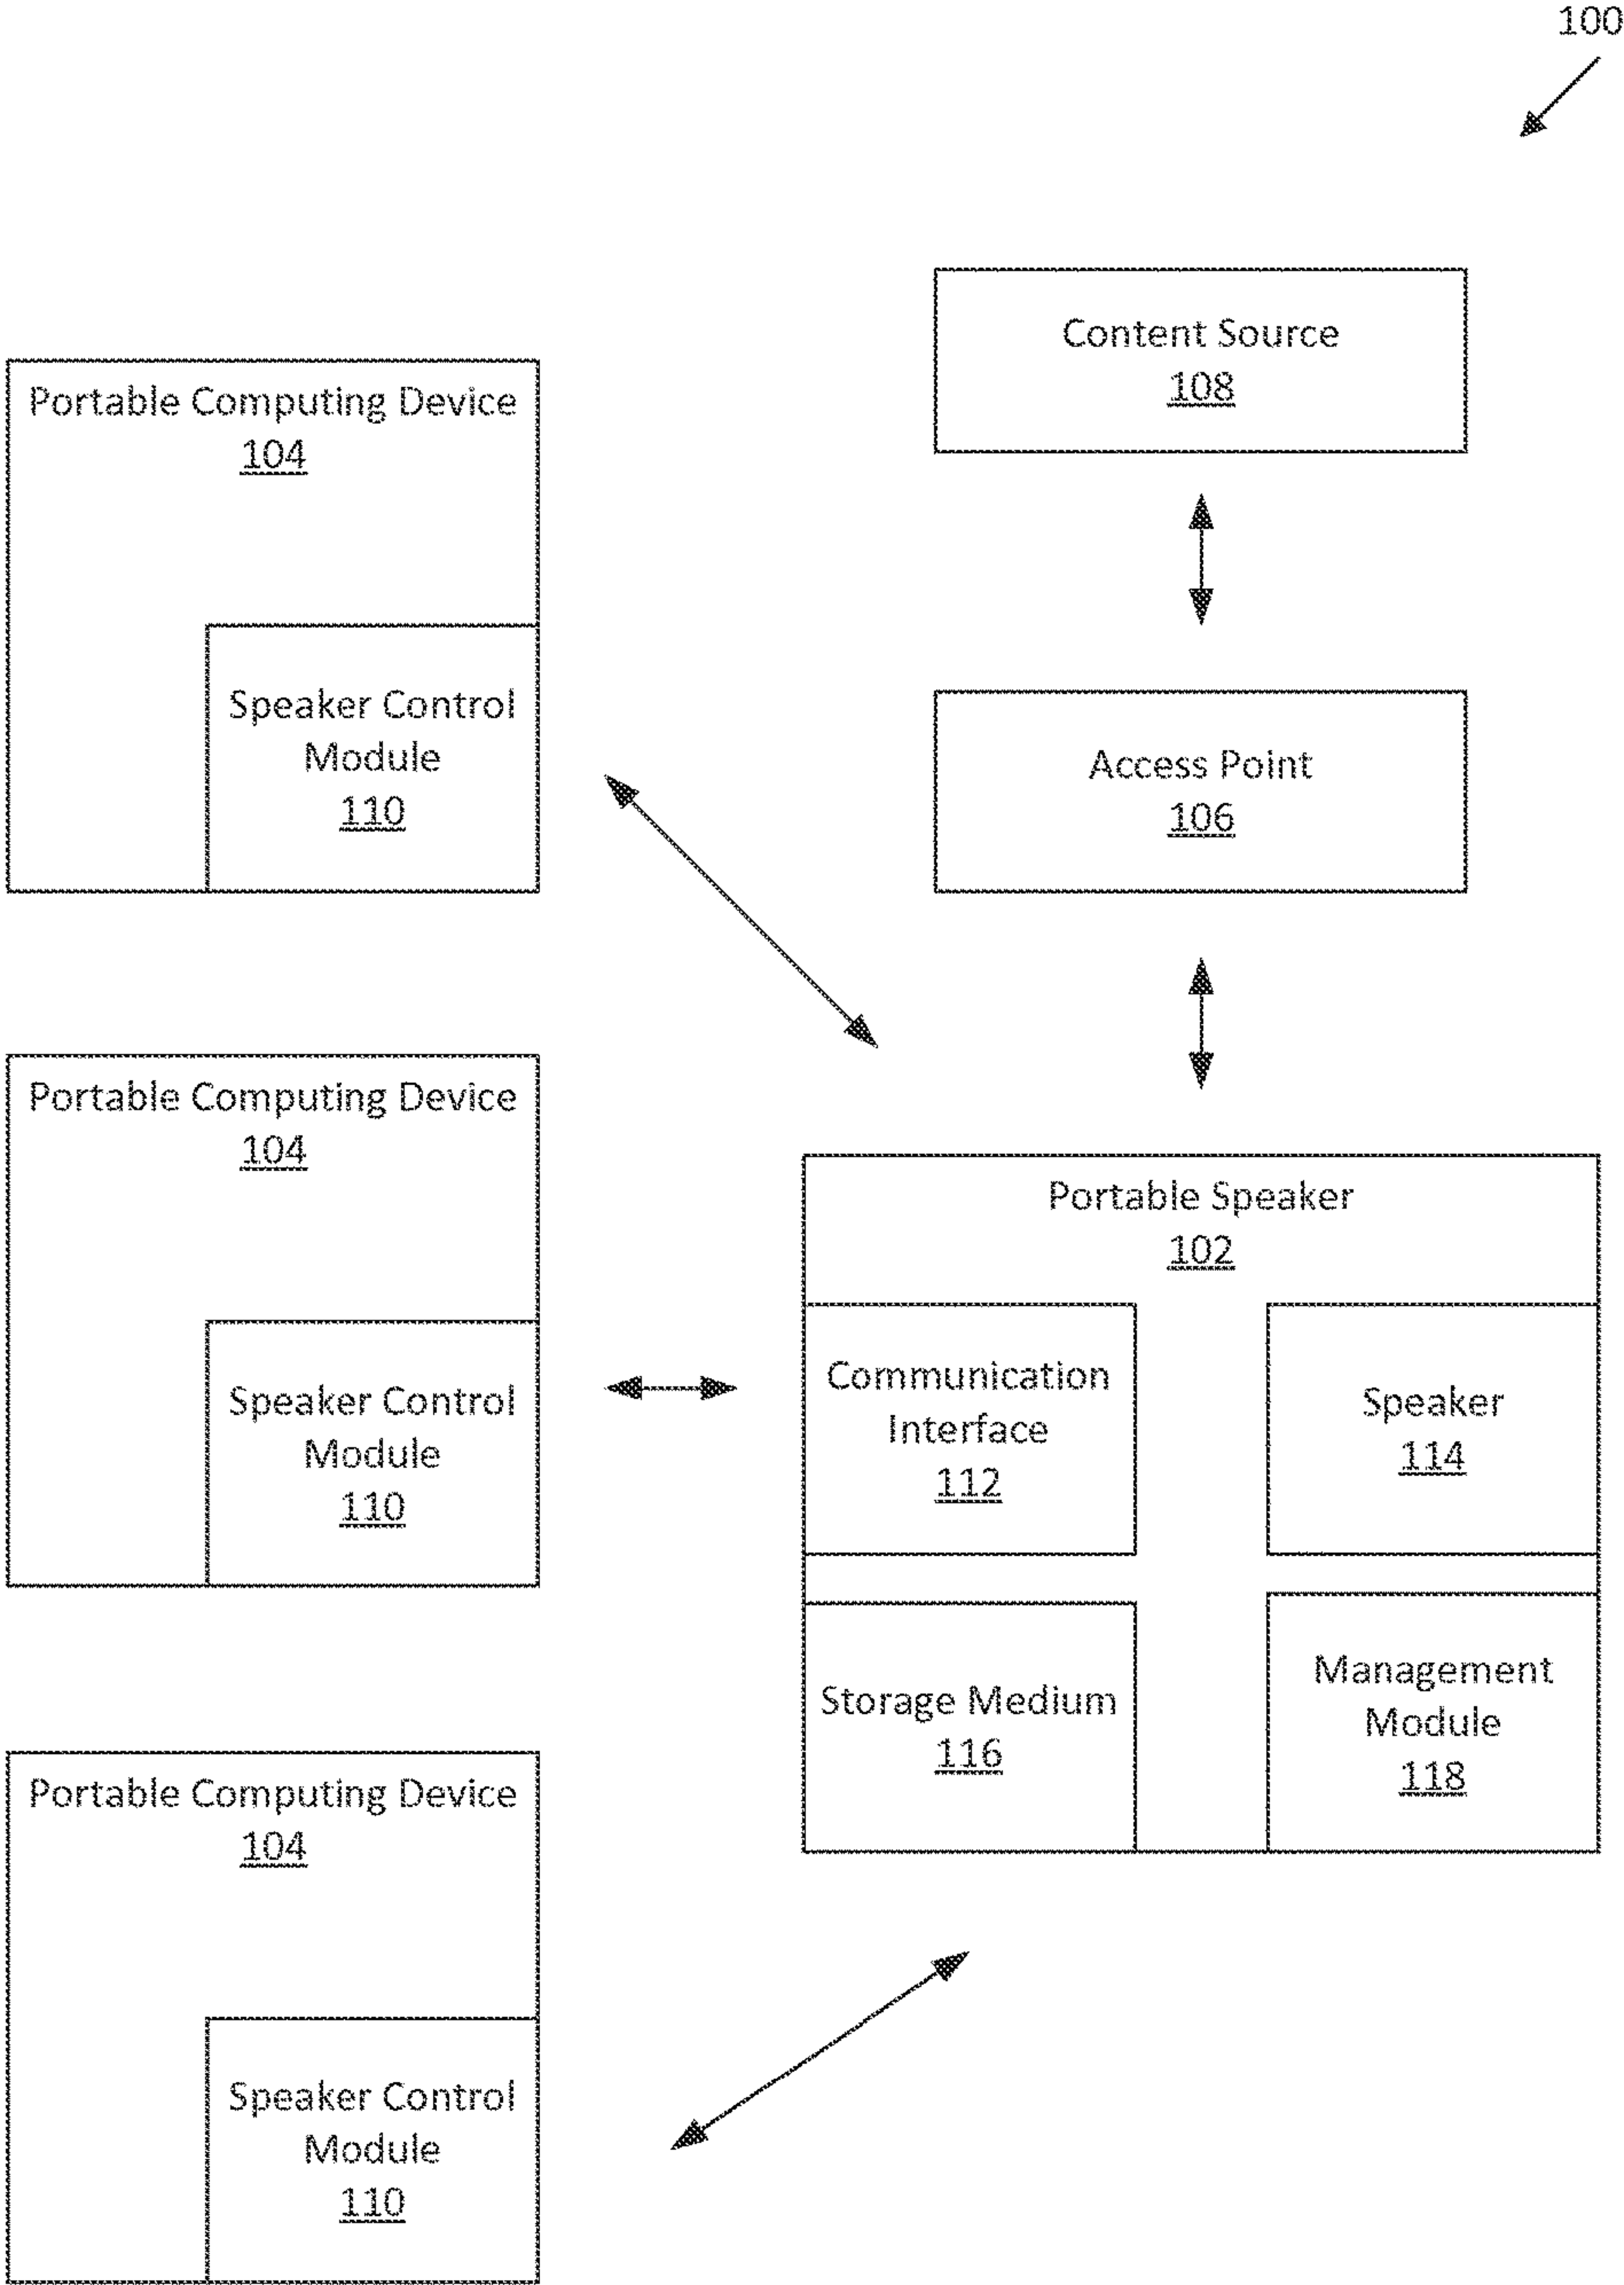 100
Content Source
108
Portable Computing Device
104
Speaker Control
Module
110
Access Point
106
Portable Computing Device
104
Speaker Control
Module
110
Portable Speaker
102
Communication
Interface
112
Speaker
114
Storage Medium
116
Management
Module
118
Portable Computing Device
104
Speaker Control
Module
110